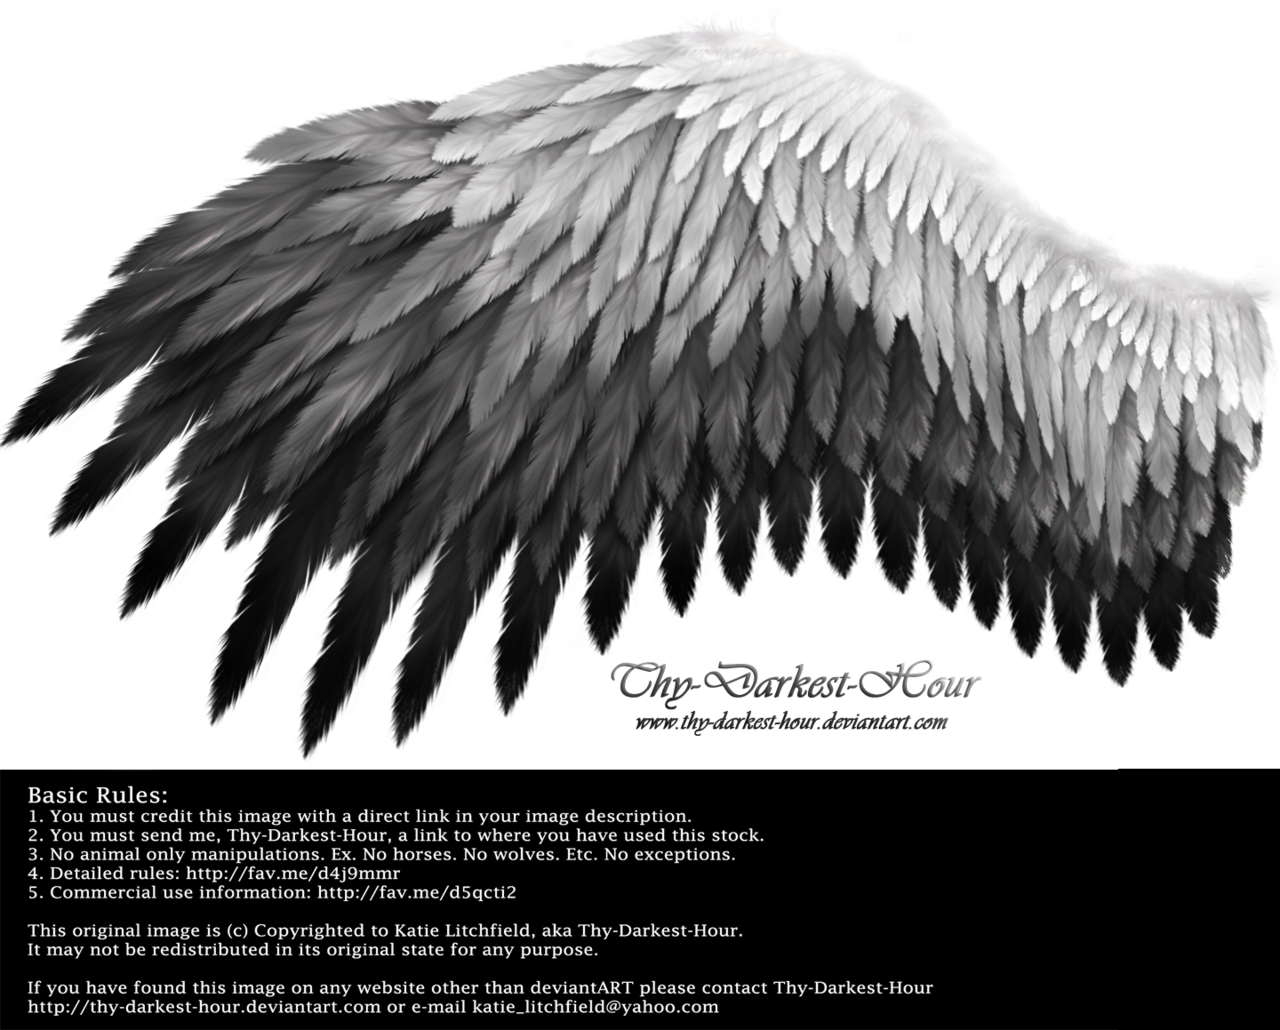 Thy-Darkest-Hour
www.thy-darkest-hour.deviantart.com
Basic Rules:
1. You must credit this image with a direct link in your image description.
2. You must send me, Thy-Darkest-Hour, a link to where you have used this stock.
3. No animal only manipulations. Ex. No horses. No wolves. Etc. No exceptions.
4. Detailed rules: http://fav.me/d4j9mmr
5. Commercial use information: http://fav.me/d5qcti2
This original image is (c) Copyrighted to Katie Litchfield, aka Thy-Darkest-Hour.
It may not be redistributed in its original state for any purpose.
If you have found this image on any website other than deviantART please contact Thy-Darkest-Hour
http://thy-darkest-hour.deviantart.com or e-mail katie_litchfield@yahoo.com